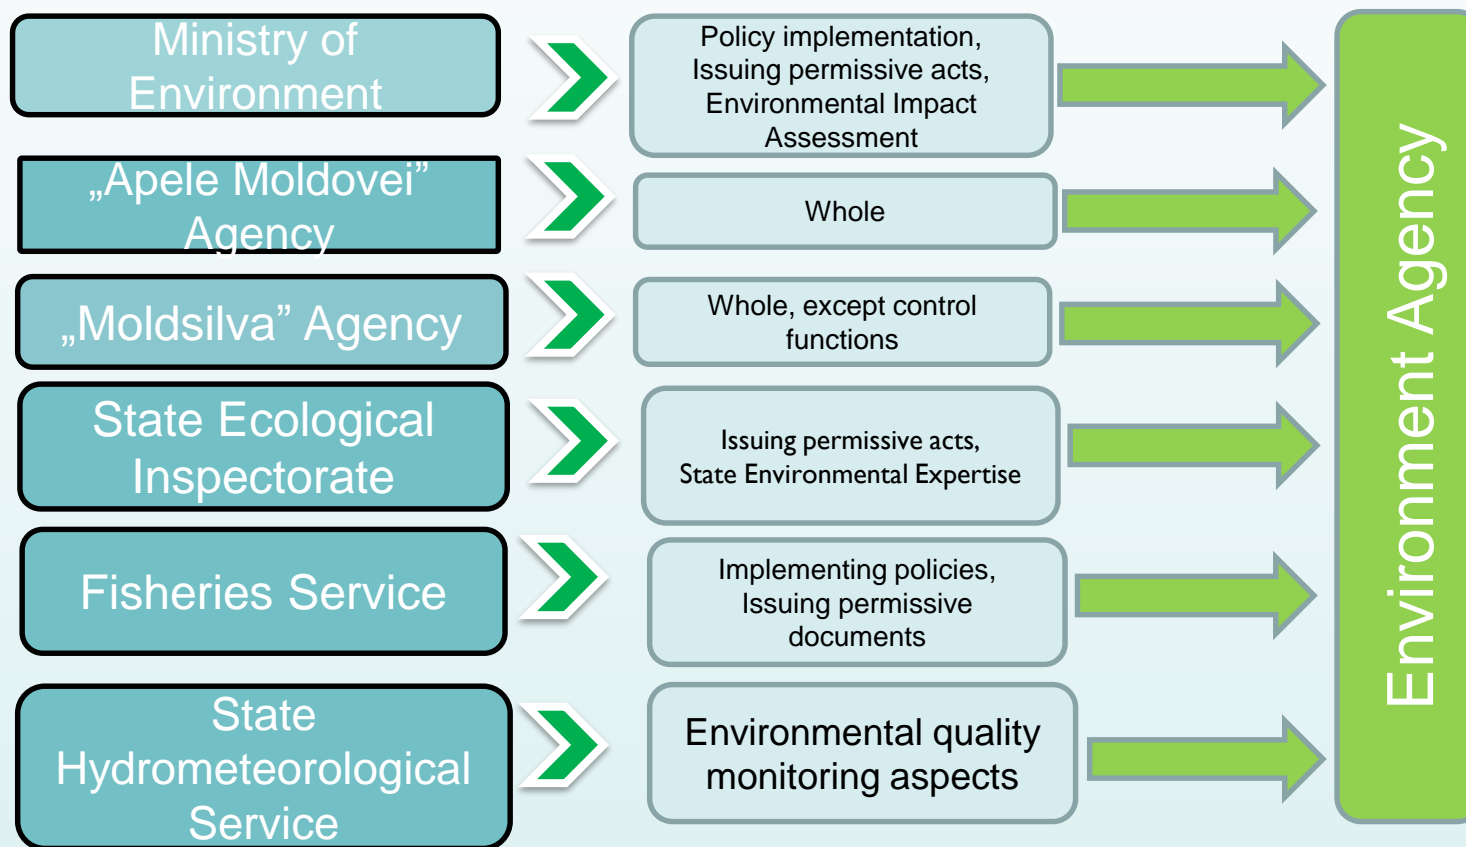 Ministry of
Environment
Policy implementation,
Issuing permissive acts,
Environmental Impact
Assessment
„Apele Moldovei”
Agency
Whole
„Moldsilva” Agency
Whole, except control
functions
State Ecological
Inspectorate
Issuing permissive acts,
State Environmental Expertise
Fisheries Service
Implementing policies,
Issuing permissive
documents
State
Hydrometeorological
Service
Environmental quality
monitoring aspects
Environment Agency